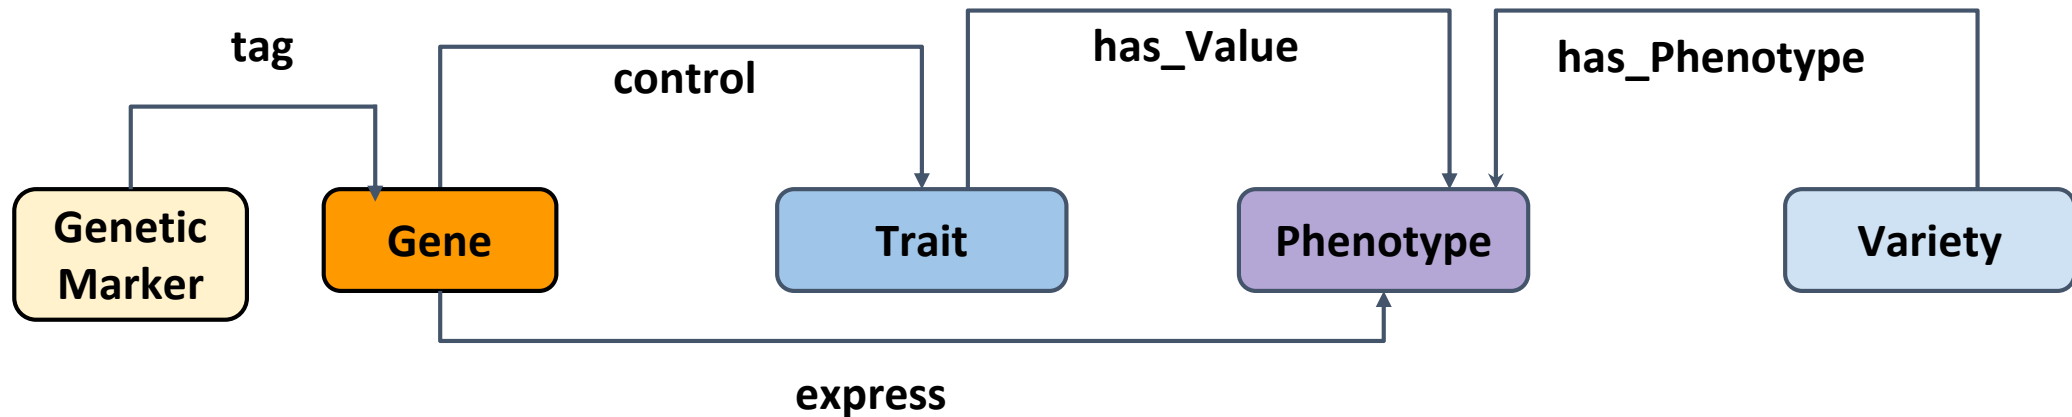 tag
control
has_Value
has_Phenotype
Genetic
Marker
Gene
Trait
Phenotype
Variety
express